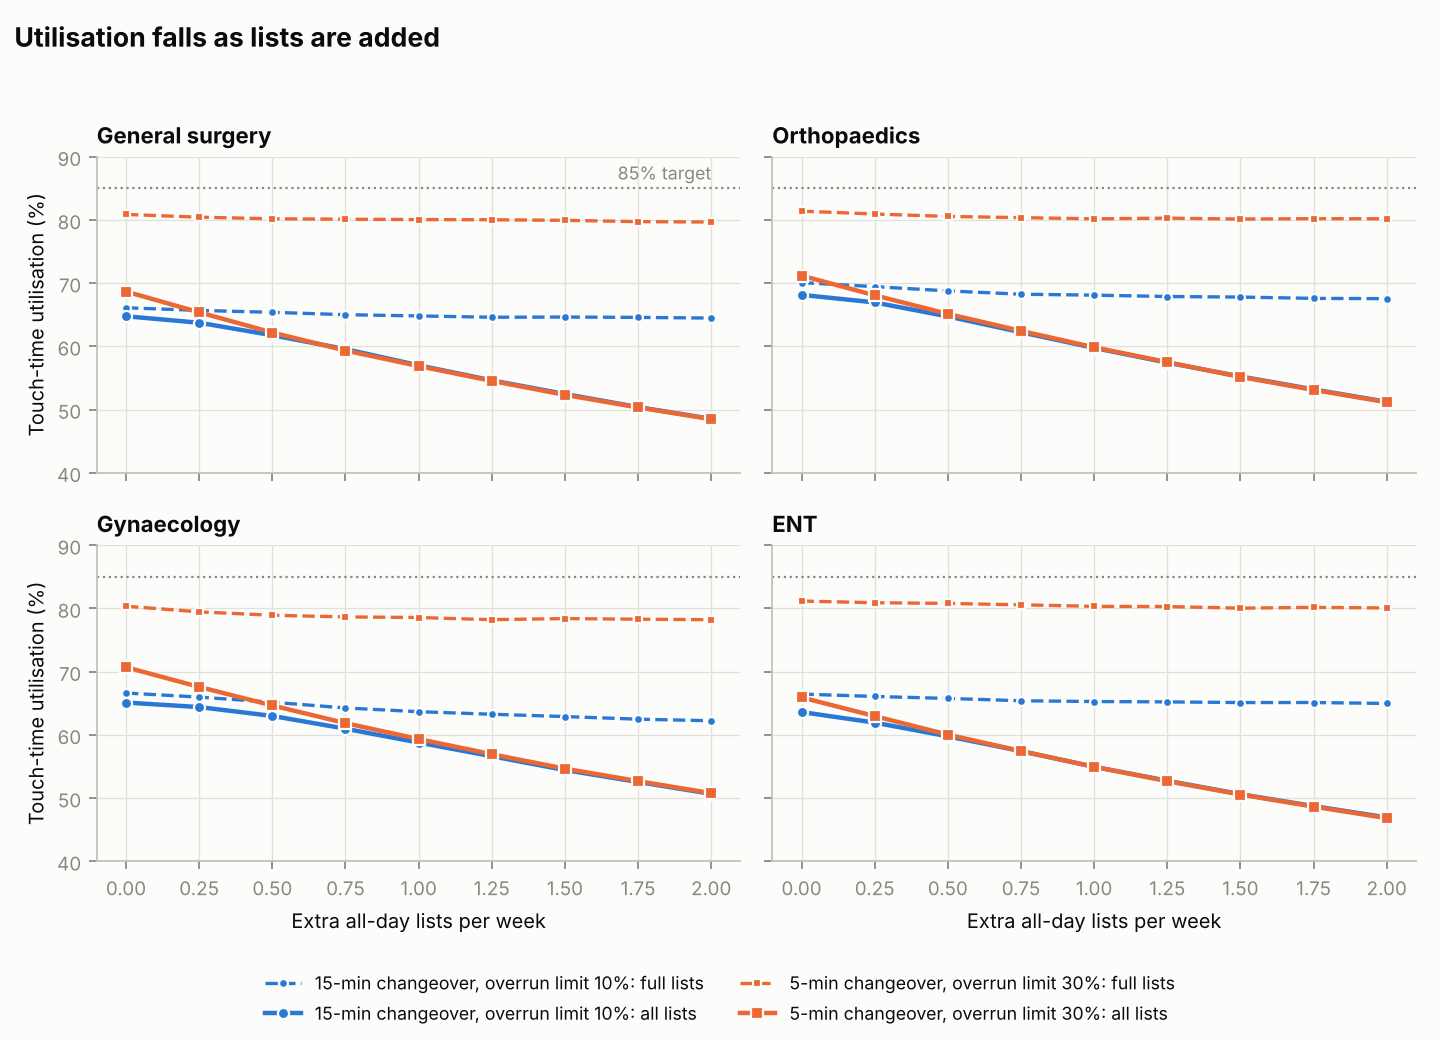 Utilisation falls as lists are added
General surgery
Orthopaedics
85% target
Touch-time utilisation (%)
90
80
70
60
50
40
Gynaecology
ENT
Touch-time utilisation (%)
90
80
70
60
50
40
0.00 0.25 0.50 0.75 1.00 1.25 1.50 1.75 2.00
0.00 0.25 0.50 0.75 1.00 1.25 1.50 1.75 2.00
Extra all-day lists per week
Extra all-day lists per week
15-min changeover, overrun limit 10%: full lists
5-min changeover, overrun limit 30%: full lists
15-min changeover, overrun limit 10%: all lists
5-min changeover, overrun limit 30%: all lists